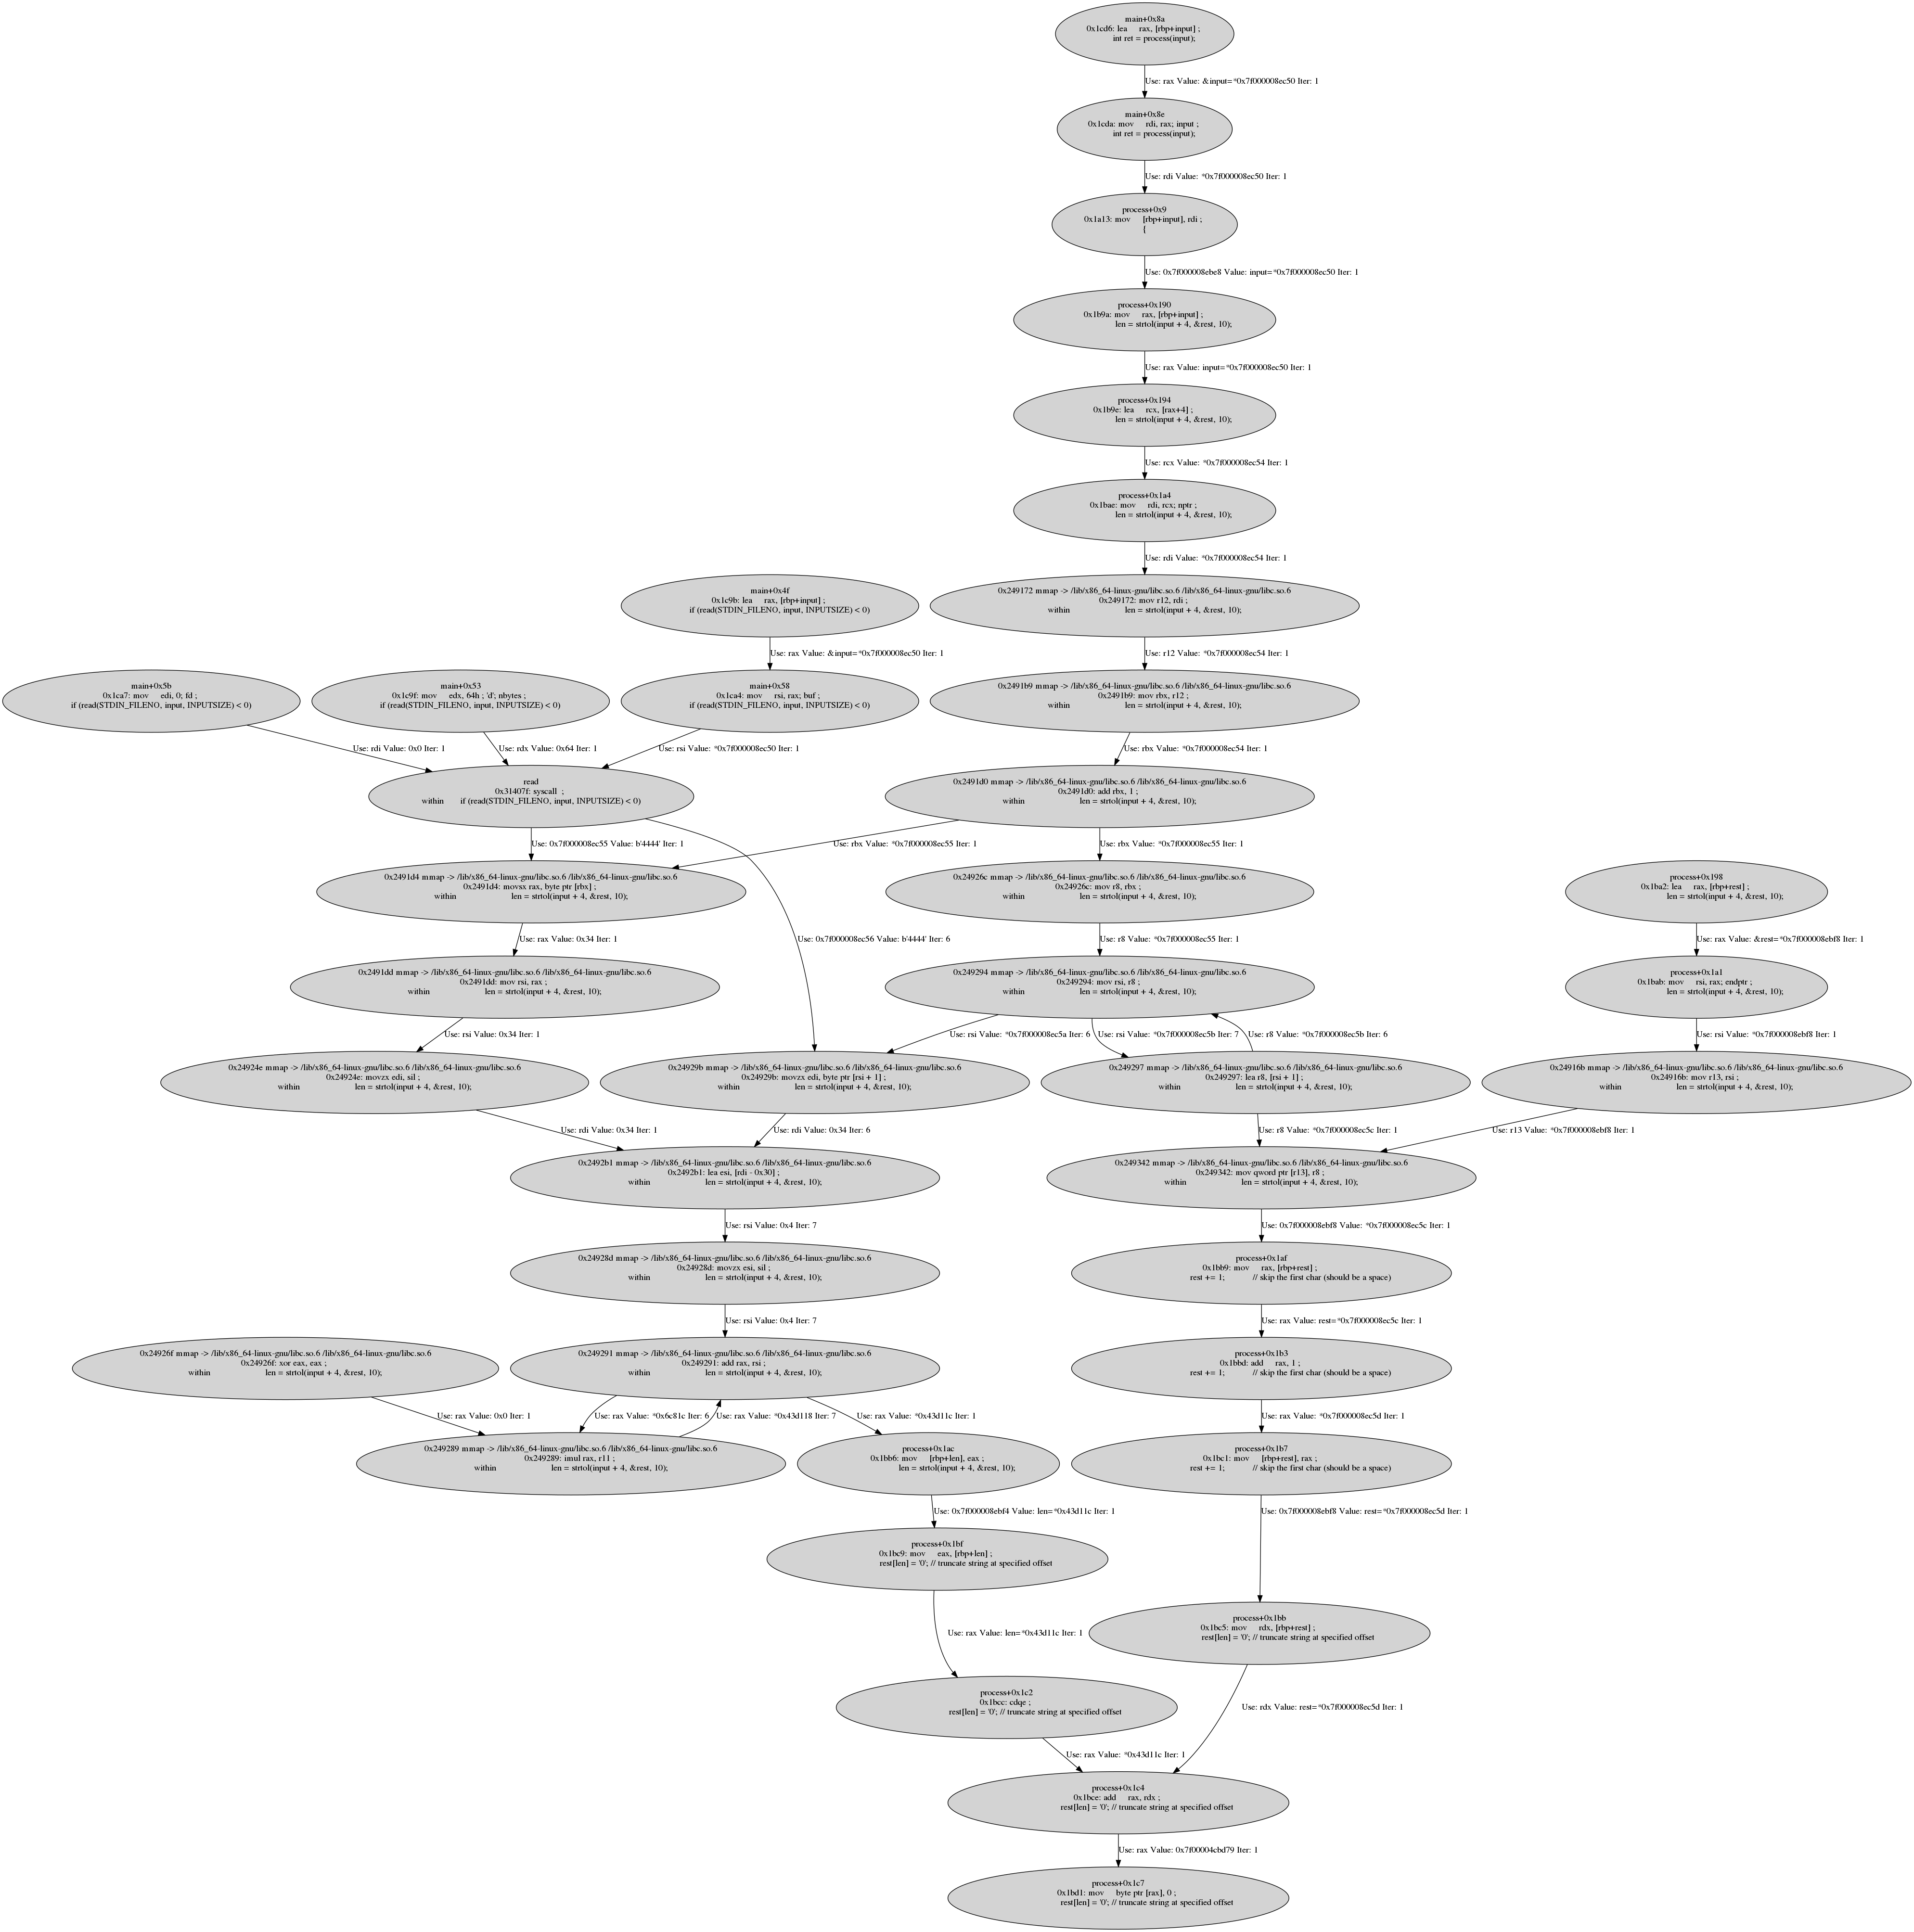 main+0x8a
0x1cd6: lea rax, [rbp+input] ;
int ret = process(input);
Use: rax Value: &input=*0x7f000008ec50 Iter: 1
main+0x8e
0x1cda: mov rdi, rax; input ;
int ret = process(input);
Use: rdi Value: *0x7f000008ec50 Iter: 1
process+0x9
0x1a13: mov [rbp+input], rdi ;
{
Use: 0x7f000008ebe8 Value: input=*0x7f000008ec50 Iter: 1
process+0x190
0x1b9a: mov rax, [rbp+input] ;
len = strtol(input + 4, &rest, 10);
Use: rax Value: input=*0x7f000008ec50 Iter: 1
process+0x194
0x1b9e: lea rcx, [rax+4] ;
len = strtol(input + 4, &rest, 10);
Use: rcx Value: *0x7f000008ec54 Iter: 1
process+0x1a4
0x1bae: mov rdi, rcx; nptr ;
len = strtol(input + 4, &rest, 10);
Use: rdi Value: *0x7f000008ec54 Iter: 1
main+0x4f
0x1c9b: lea rax, [rbp+input] ;
if (read(STDIN_FILENO, input, INPUTSIZE) < 0)
0x249172 mmap -> /lib/x86_64-linux-gnu/libc.so.6 /lib/x86_64-linux-gnu/libc.so.6
0x249172: mov r12, rdi ;
within len = strtol(input + 4, &rest, 10);
Use: rax Value: &input=*0x7f000008ec50 Iter: 1
Use: r12 Value: *0x7f000008ec54 Iter: 1
main+0x5b
0x1ca7: mov edi, 0; fd ;
if (read(STDIN_FILENO, input, INPUTSIZE) < 0)
main+0x53
0x1c9f: mov edx, 64h ; 'd'; nbytes ;
if (read(STDIN_FILENO, input, INPUTSIZE) < 0)
main+0x58
0x1ca4: mov rsi, rax; buf ;
if (read(STDIN_FILENO, input, INPUTSIZE) < 0)
0x2491b9 mmap -> /lib/x86_64-linux-gnu/libc.so.6 /lib/x86_64-linux-gnu/libc.so.6
0x2491b9: mov rbx, r12 ;
within len = strtol(input + 4, &rest, 10);
Use: rdi Value: 0x0 Iter: 1
Use: rdx Value: 0x64 Iter: 1
Use: rsi Value: *0x7f000008ec50 Iter: 1
Use: rbx Value: *0x7f000008ec54 Iter: 1
read
0x31407f: syscall ;
within if (read(STDIN_FILENO, input, INPUTSIZE) < 0)
0x2491d0 mmap -> /lib/x86_64-linux-gnu/libc.so.6 /lib/x86_64-linux-gnu/libc.so.6
0x2491d0: add rbx, 1 ;
within len = strtol(input + 4, &rest, 10);
Use: 0x7f000008ec55 Value: b'4444' Iter: 1
Use: rbx Value: *0x7f000008ec55 Iter: 1
Use: rbx Value: *0x7f000008ec55 Iter: 1
0x2491d4 mmap -> /lib/x86_64-linux-gnu/libc.so.6 /lib/x86_64-linux-gnu/libc.so.6
0x2491d4: movsx rax, byte ptr [rbx] ;
within len = strtol(input + 4, &rest, 10);
0x24926c mmap -> /lib/x86_64-linux-gnu/libc.so.6 /lib/x86_64-linux-gnu/libc.so.6
0x24926c: mov r8, rbx ;
within len = strtol(input + 4, &rest, 10);
process+0x198
0x1ba2: lea rax, [rbp+rest] ;
len = strtol(input + 4, &rest, 10);
Use: rax Value: 0x34 Iter: 1
Use: 0x7f000008ec56 Value: b'4444' Iter: 6
Use: r8 Value: *0x7f000008ec55 Iter: 1
Use: rax Value: &rest=*0x7f000008ebf8 Iter: 1
0x2491dd mmap -> /lib/x86_64-linux-gnu/libc.so.6 /lib/x86_64-linux-gnu/libc.so.6
0x2491dd: mov rsi, rax ;
within len = strtol(input + 4, &rest, 10);
0x249294 mmap -> /lib/x86_64-linux-gnu/libc.so.6 /lib/x86_64-linux-gnu/libc.so.6
0x249294: mov rsi, r8 ;
within len = strtol(input + 4, &rest, 10);
process+0x1a1
0x1bab: mov rsi, rax; endptr ;
len = strtol(input + 4, &rest, 10);
Use: rsi Value: 0x34 Iter: 1
Use: rsi Value: *0x7f000008ec5a Iter: 6
Use: rsi Value: *0x7f000008ec5b Iter: 7
Use: r8 Value: *0x7f000008ec5b Iter: 6
Use: rsi Value: *0x7f000008ebf8 Iter: 1
0x24924e mmap -> /lib/x86_64-linux-gnu/libc.so.6 /lib/x86_64-linux-gnu/libc.so.6
0x24924e: movzx edi, sil ;
within len = strtol(input + 4, &rest, 10);
0x24929b mmap -> /lib/x86_64-linux-gnu/libc.so.6 /lib/x86_64-linux-gnu/libc.so.6
0x24929b: movzx edi, byte ptr [rsi + 1] ;
within len = strtol(input + 4, &rest, 10);
0x249297 mmap -> /lib/x86_64-linux-gnu/libc.so.6 /lib/x86_64-linux-gnu/libc.so.6
0x249297: lea r8, [rsi + 1] ;
within len = strtol(input + 4, &rest, 10);
0x24916b mmap -> /lib/x86_64-linux-gnu/libc.so.6 /lib/x86_64-linux-gnu/libc.so.6
0x24916b: mov r13, rsi ;
within len = strtol(input + 4, &rest, 10);
Use: rdi Value: 0x34 Iter: 1
Use: rdi Value: 0x34 Iter: 6
Use: r8 Value: *0x7f000008ec5c Iter: 1
Use: r13 Value: *0x7f000008ebf8 Iter: 1
0x2492b1 mmap -> /lib/x86_64-linux-gnu/libc.so.6 /lib/x86_64-linux-gnu/libc.so.6
0x2492b1: lea esi, [rdi - 0x30] ;
within len = strtol(input + 4, &rest, 10);
0x249342 mmap -> /lib/x86_64-linux-gnu/libc.so.6 /lib/x86_64-linux-gnu/libc.so.6
0x249342: mov qword ptr [r13], r8 ;
within len = strtol(input + 4, &rest, 10);
Use: rsi Value: 0x4 Iter: 7
Use: 0x7f000008ebf8 Value: *0x7f000008ec5c Iter: 1
0x24928d mmap -> /lib/x86_64-linux-gnu/libc.so.6 /lib/x86_64-linux-gnu/libc.so.6
0x24928d: movzx esi, sil ;
within len = strtol(input + 4, &rest, 10);
process+0x1af
0x1bb9: mov rax, [rbp+rest] ;
rest += 1; // skip the first char (should be a space)
Use: rsi Value: 0x4 Iter: 7
Use: rax Value: rest=*0x7f000008ec5c Iter: 1
0x24926f mmap -> /lib/x86_64-linux-gnu/libc.so.6 /lib/x86_64-linux-gnu/libc.so.6
0x24926f: xor eax, eax ;
within len = strtol(input + 4, &rest, 10);
0x249291 mmap -> /lib/x86_64-linux-gnu/libc.so.6 /lib/x86_64-linux-gnu/libc.so.6
0x249291: add rax, rsi ;
within len = strtol(input + 4, &rest, 10);
process+0x1b3
0x1bbd: add rax, 1 ;
rest += 1; // skip the first char (should be a space)
Use: rax Value: 0x0 Iter: 1
Use: rax Value: *0x6c81c Iter: 6
Use: rax Value: *0x43d118 Iter: 7
Use: rax Value: *0x43d11c Iter: 1
Use: rax Value: *0x7f000008ec5d Iter: 1
0x249289 mmap -> /lib/x86_64-linux-gnu/libc.so.6 /lib/x86_64-linux-gnu/libc.so.6
0x249289: imul rax, r11 ;
within len = strtol(input + 4, &rest, 10);
process+0x1ac
0x1bb6: mov [rbp+len], eax ;
len = strtol(input + 4, &rest, 10);
process+0x1b7
0x1bc1: mov [rbp+rest], rax ;
rest += 1; // skip the first char (should be a space)
Use: 0x7f000008ebf4 Value: len=*0x43d11c Iter: 1
Use: 0x7f000008ebf8 Value: rest=*0x7f000008ec5d Iter: 1
process+0x1bf
0x1bc9: mov eax, [rbp+len] ;
rest[len] = '0'; // truncate string at specified offset
Use: rax Value: len=*0x43d11c Iter: 1
process+0x1bb
0x1bc5: mov rdx, [rbp+rest] ;
rest[len] = '0'; // truncate string at specified offset
process+0x1c2
0x1bcc: cdqe ;
rest[len] = '0'; // truncate string at specified offset
Use: rdx Value: rest=*0x7f000008ec5d Iter: 1
Use: rax Value: *0x43d11c Iter: 1
process+0x1c4
0x1bce: add rax, rdx ;
rest[len] = '0'; // truncate string at specified offset
Use: rax Value: 0x7f00004cbd79 Iter: 1
process+0x1c7
0x1bd1: mov byte ptr [rax], 0 ;
rest[len] = '0'; // truncate string at specified offset